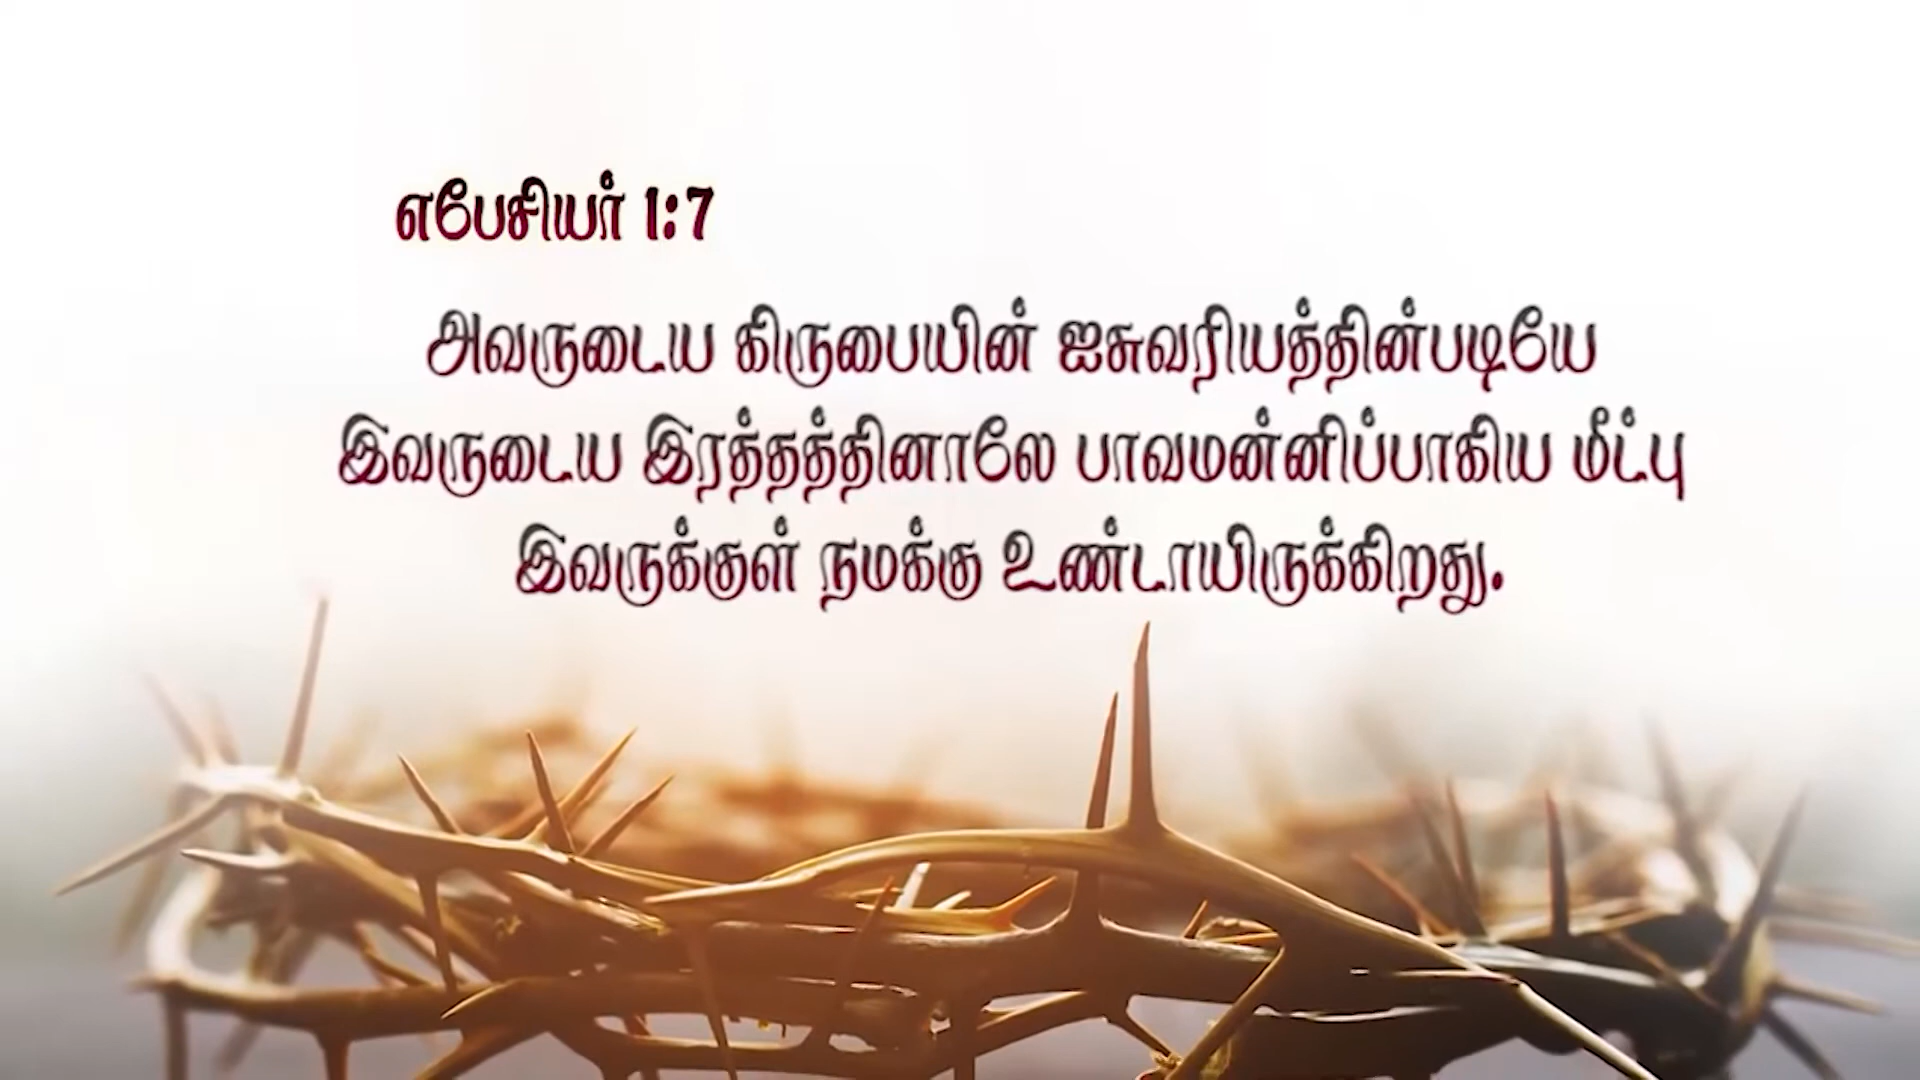 எபேசியர் 1:7
அவருடைய கிருபையின் ஐசுவரியத்தின்படியே
இவருடைய இரத்தத்தினாலே பாவமன்னிப்பாகிய மீட்பு
இவருக்குள் நமக்கு உண்டாயிருக்கிறது.